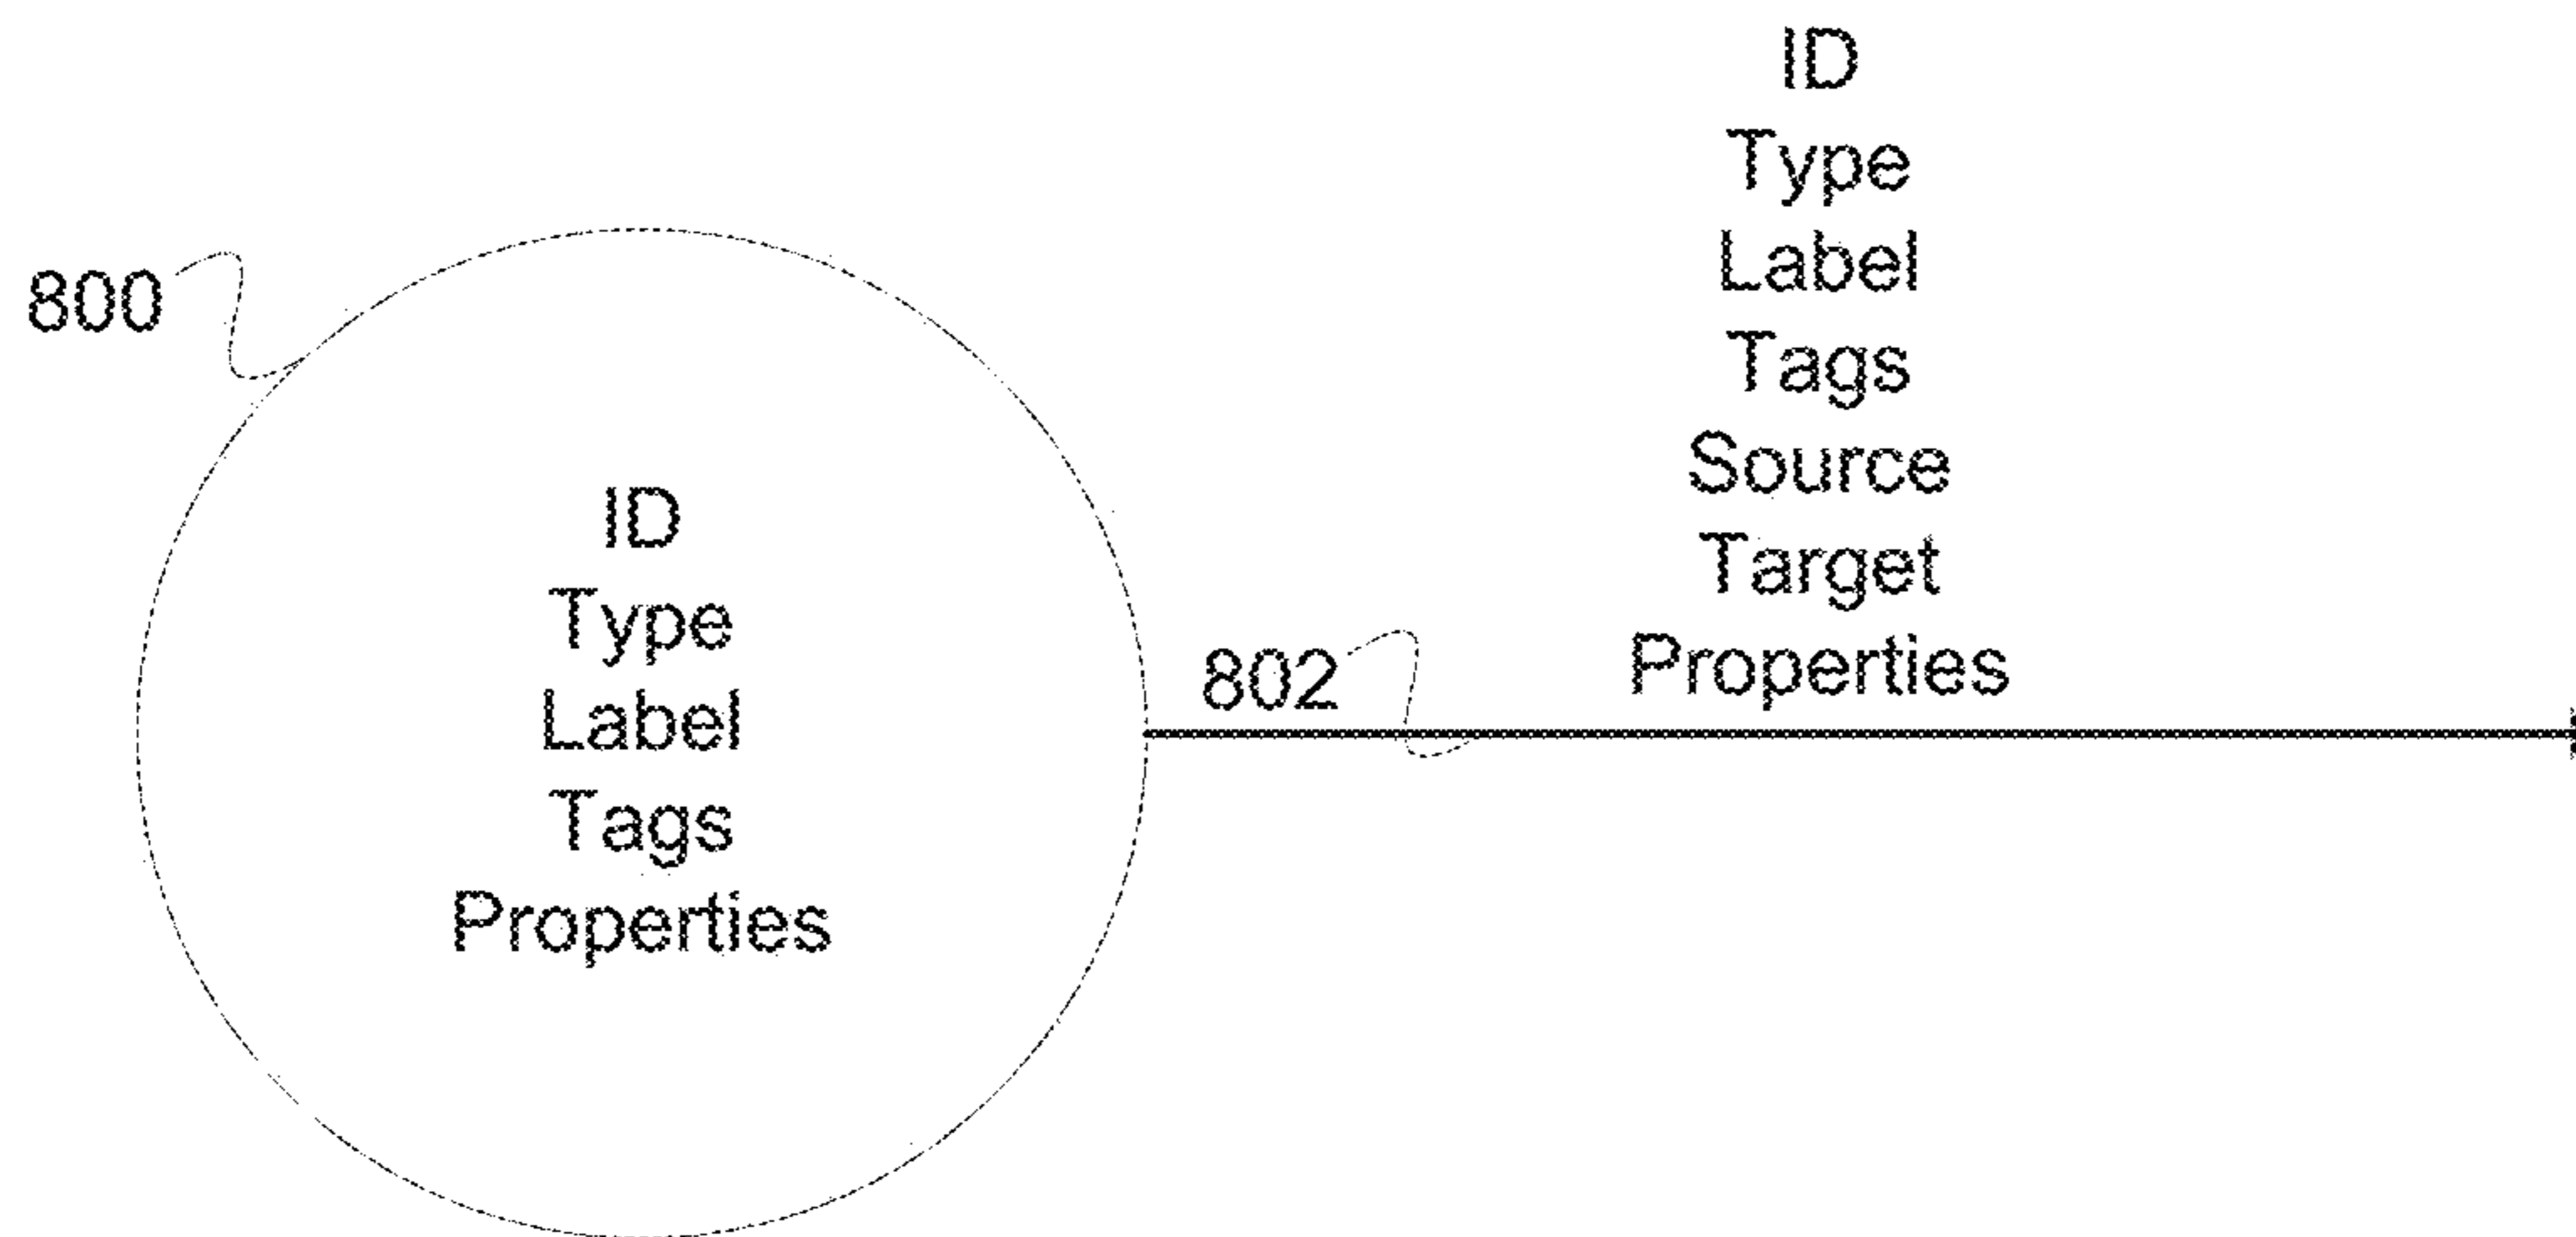 800
ID
Type
Label
Tags
Properties
802
ID
Type
Label
Tags
Source
Target
Properties